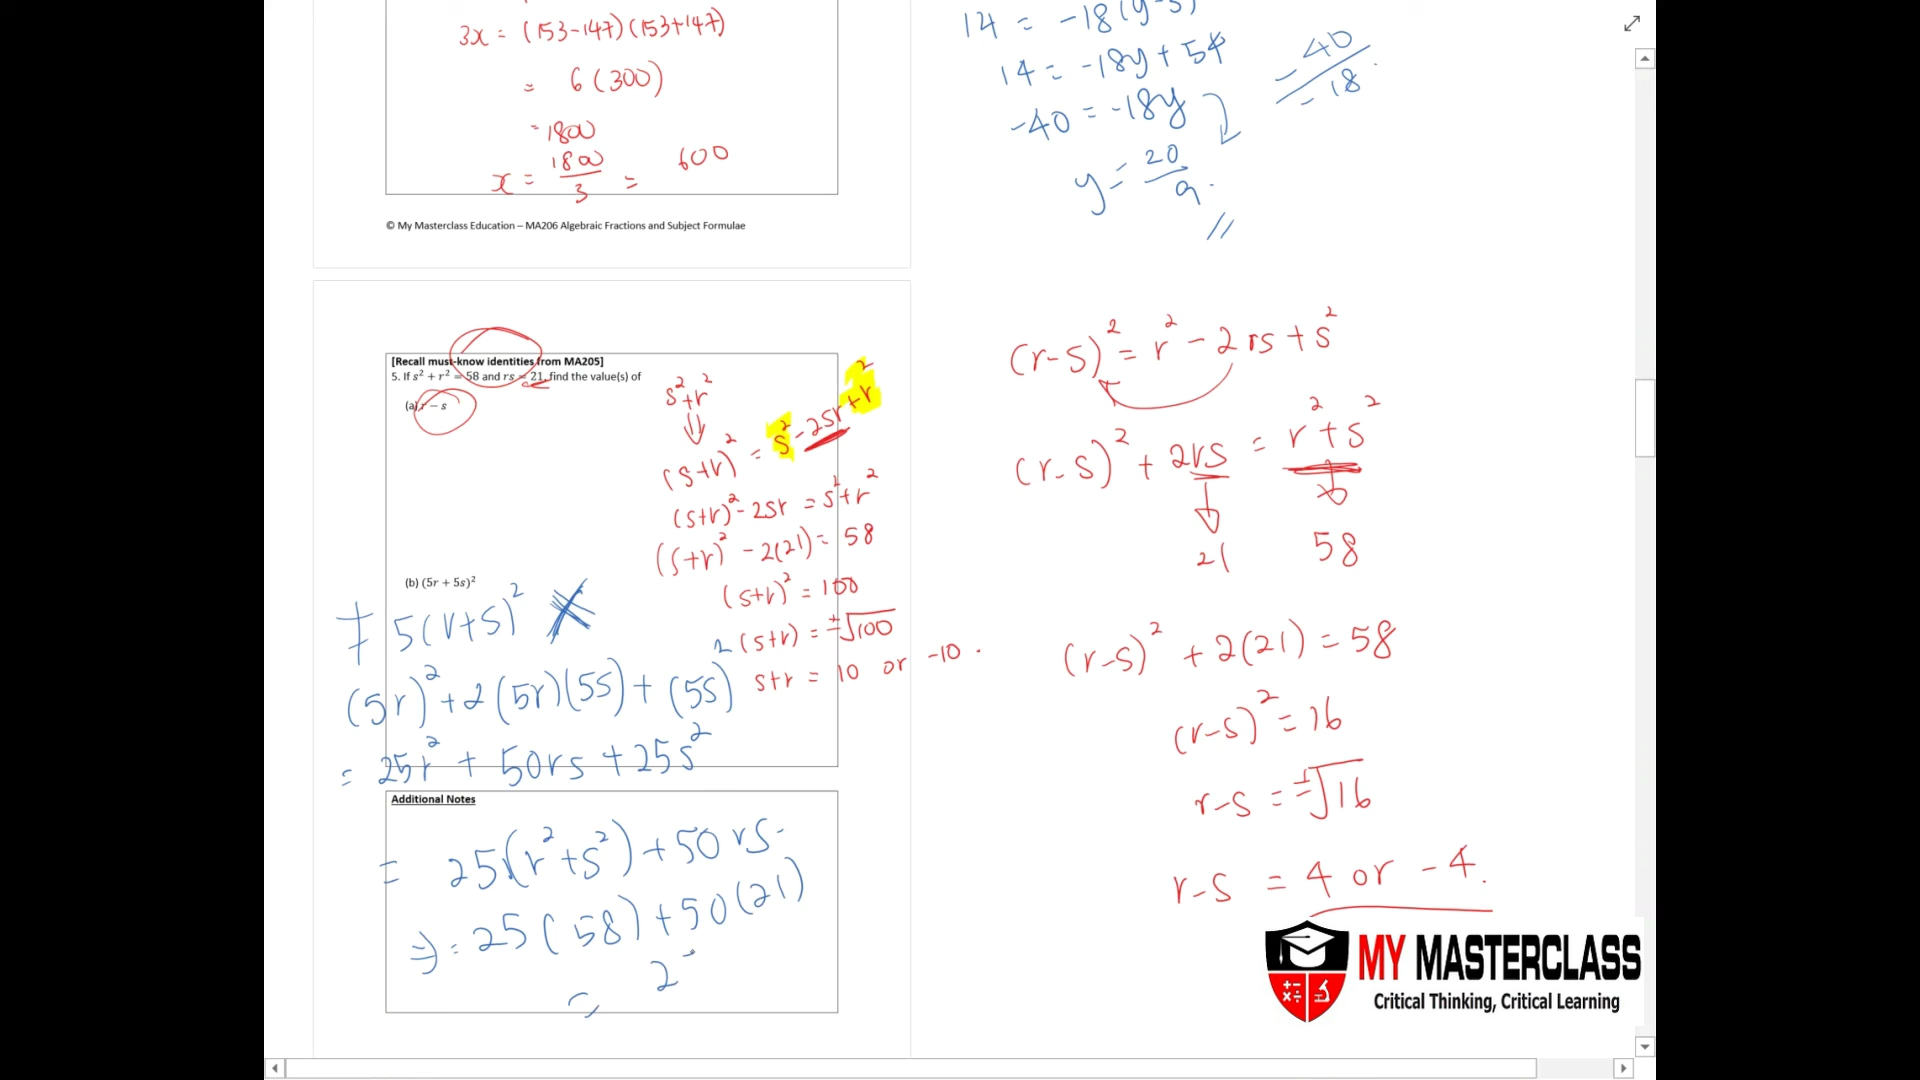 3x = (153-147)(153+147)
= 6(300)
= 1800
x = 1800/3 = 600
© My Masterclass Education – MA206 Algebraic Fractions and Subject Formulae
14 = -18(y-3)
14 = -18y + 54
-40 = -18y
y = 20/9
-40/-18
[Recall must-know identities from MA205]
5. If s² + r² = 58 and rs = 21, find the value(s) of
(a) r − s
s²+r²
(s+r)² = s² - 2sr + r²
(s+r)² - 2sr = s²+r²
(s+r)² - 2(21) = 58
(s+r)² = 100
(s+r) = ±√100
s+r = 10 or -10.
(b) (5r + 5s)²
≠ 5(r+s)²
(5r)² + 2(5r)(5s) + (5s)²
= 25r² + 50rs + 25s²
Additional Notes
= 25(r²+s²) + 50rs
= 25(58) + 50(21)
= 2
(r-s)² = r² - 2rs + s²
(r-s)² + 2rs = r² + s²
21 58
(r-s)² + 2(21) = 58
(r-s)² = 16
r-s = ±√16
r-s = 4 or -4.
MY MASTERCLASS
Critical Thinking, Critical Learning